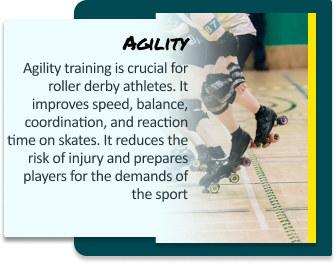 Agility
Agility training is crucial for
roller derby athletes. It
improves speed, balance,
coordination, and reaction
time on skates. It reduces the
risk of injury and prepares
players for the demands of
the sport